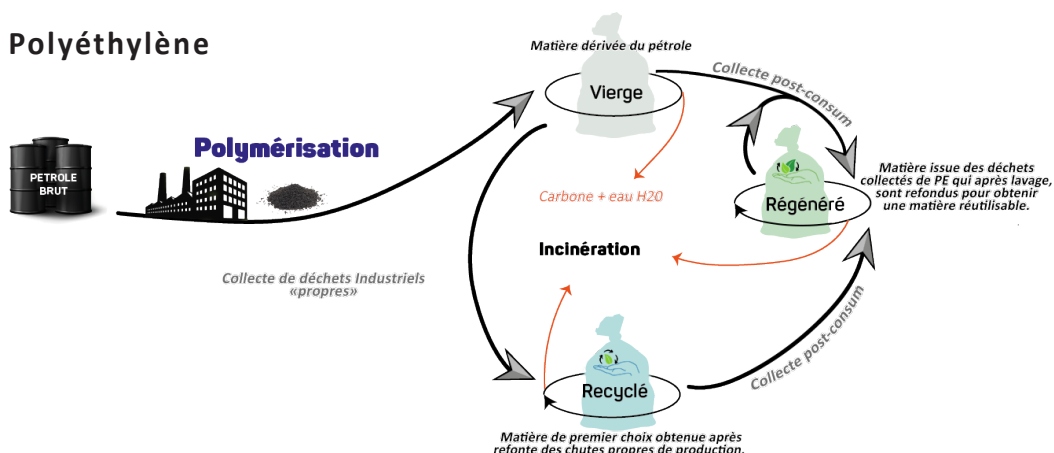 Polyéthylène
Matière dérivée du pétrole
Collecte post-consum
Vierge
Polymérisation
PETROLE
BRUT
Carbone + eau H20
Régénéré
Matière issue des déchets
collectés de PE qui après lavage,
sont refondus pour obtenir
une matière réutilisable.
Incinération
Collecte de déchets Industriels
«propres»
Collecte post-consum
Recyclé
Matière de premier choix obtenue après
refonte des chutes propres de production.